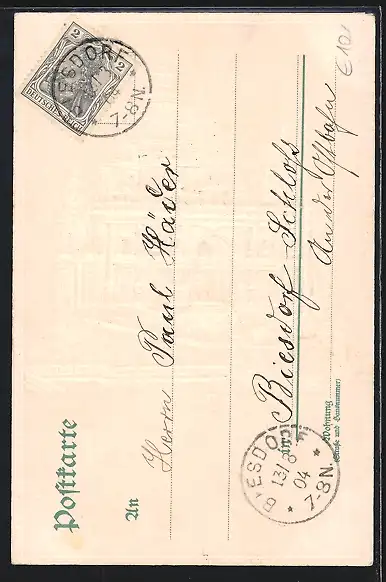 2 2
DEUTSCHES REICH
BIESDORF
7-8N.
Postkarte
An
Herrn Paul Häder
in Biesdorf Schloß
An der Ostbahn
Wohnung
(Straße und Hausnummer)
BIESDORF
13/8
04
* 7-8N. *